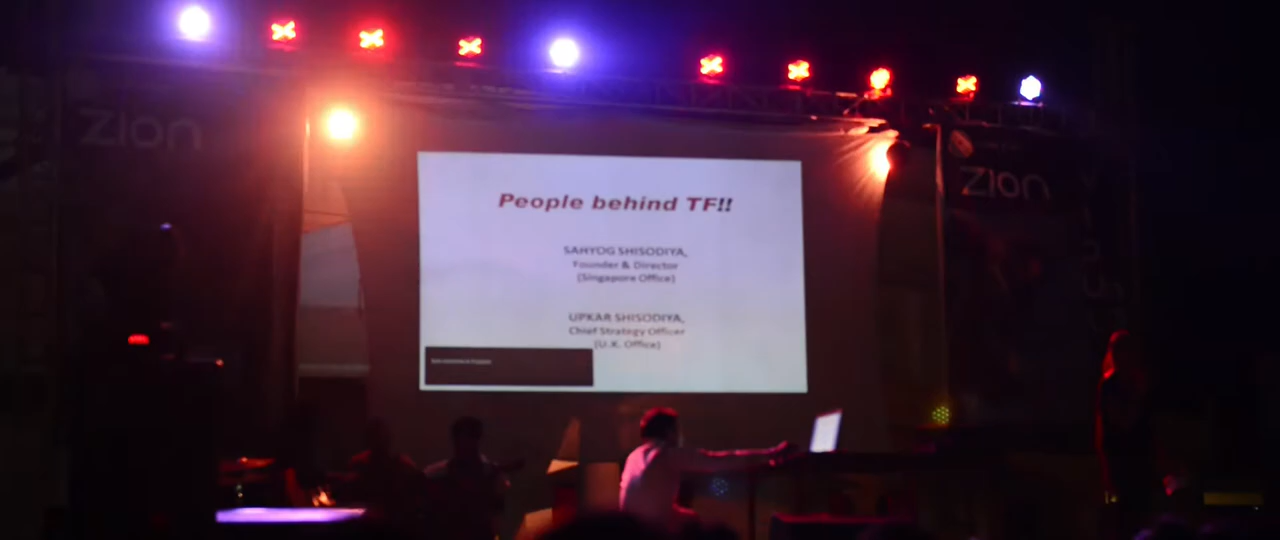 Zion
Zion
People behind TF!!
SAHYOG SHISODIYA,
Founder & Director
(Singapore Office)
UPKAR SHISODIYA,
Chief Strategy Officer
(U.K. Office)